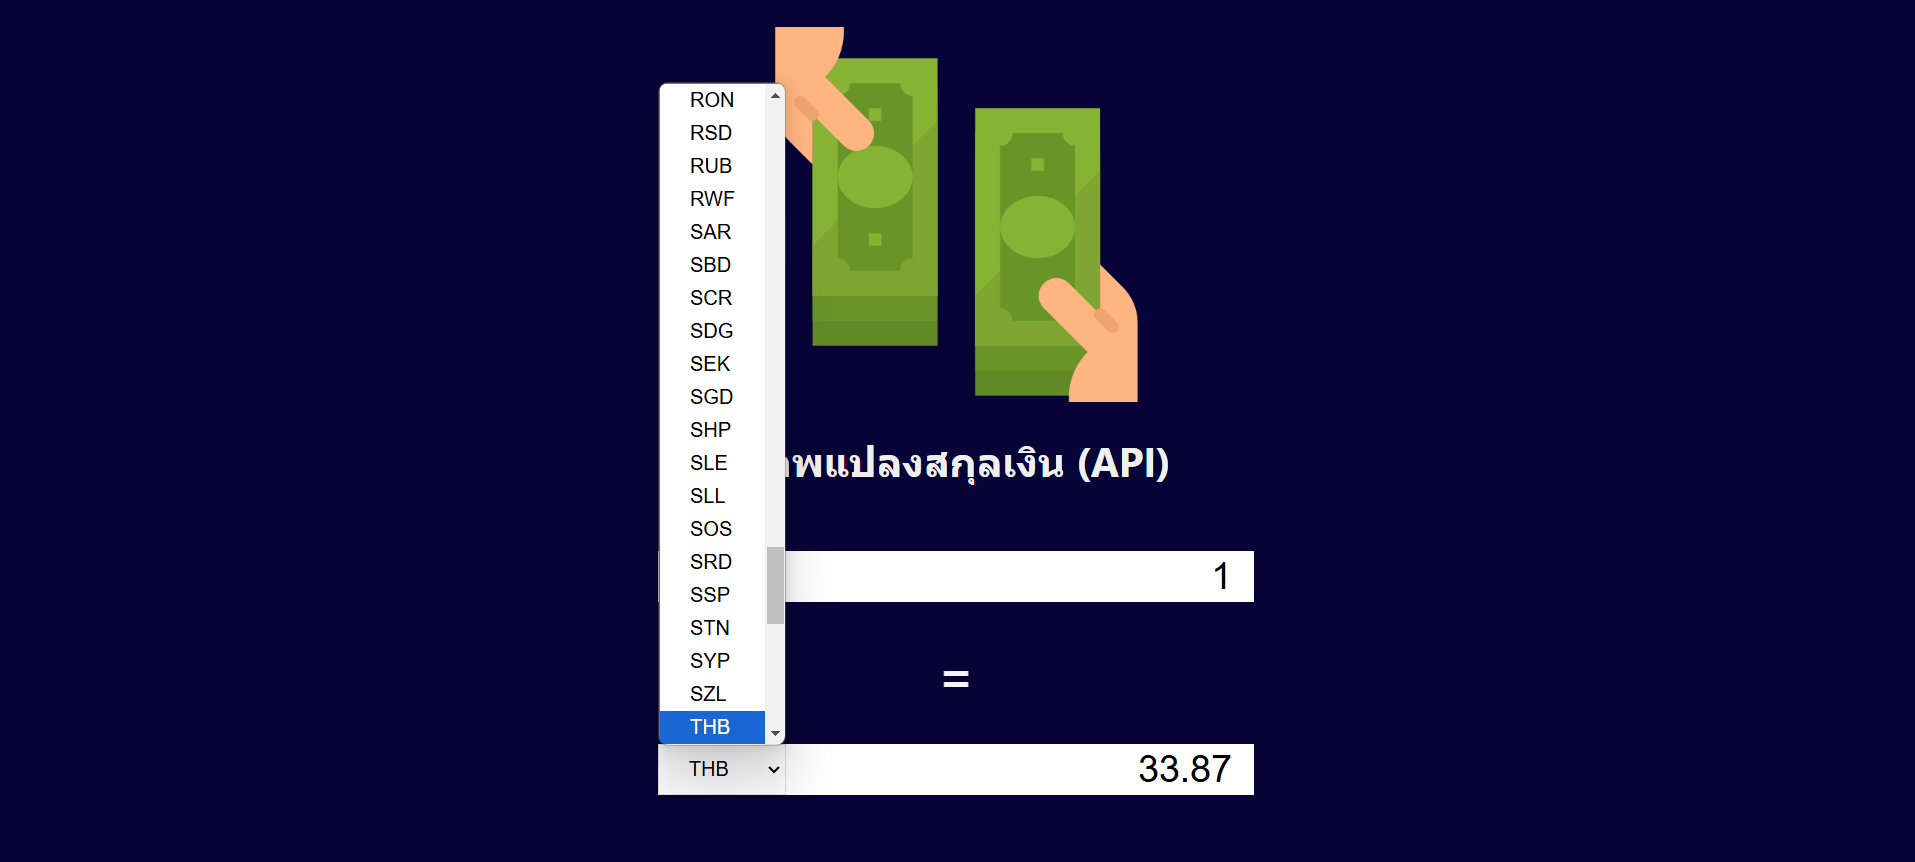 RON
RSD
RUB
RWF
SAR
SBD
SCR
SDG
SEK
SGD
SHP
SLE
SLL
SOS
SRD
SSP
STN
SYP
SZL
THB
พแปลงสกุลเงิน (API)
1
=
THB
33.87